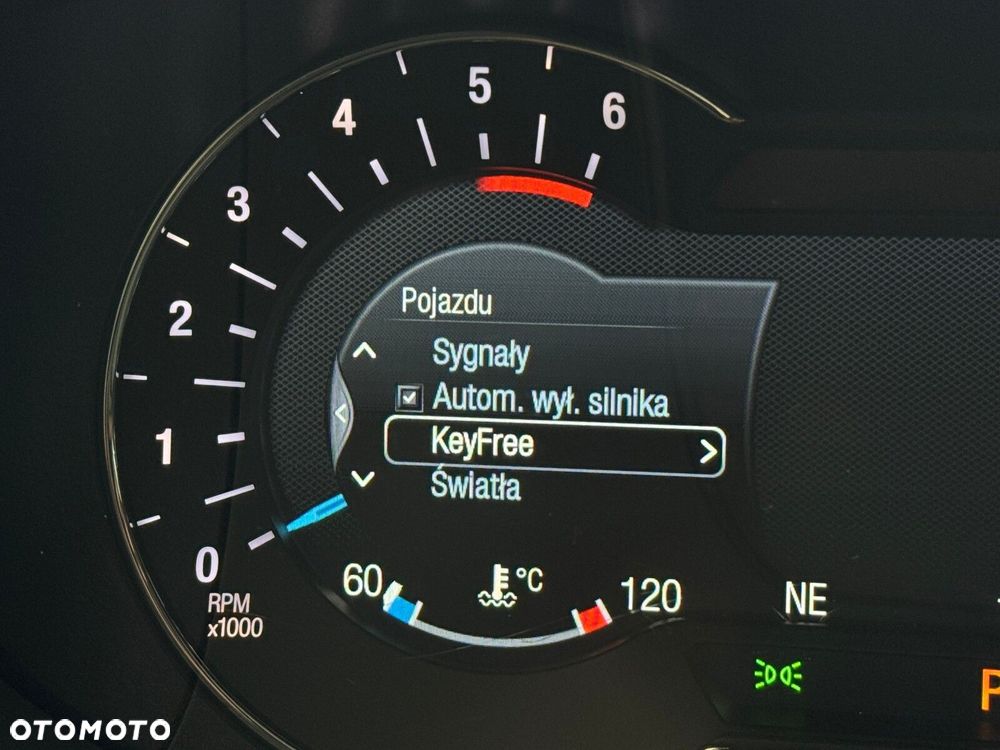 6
5
4
3
2
1
0
RPM
x1000
Pojazdu
Sygnały
Autom. wył. silnika
KeyFree
Światła
60
°C
120
NE
P
OTOMOTO